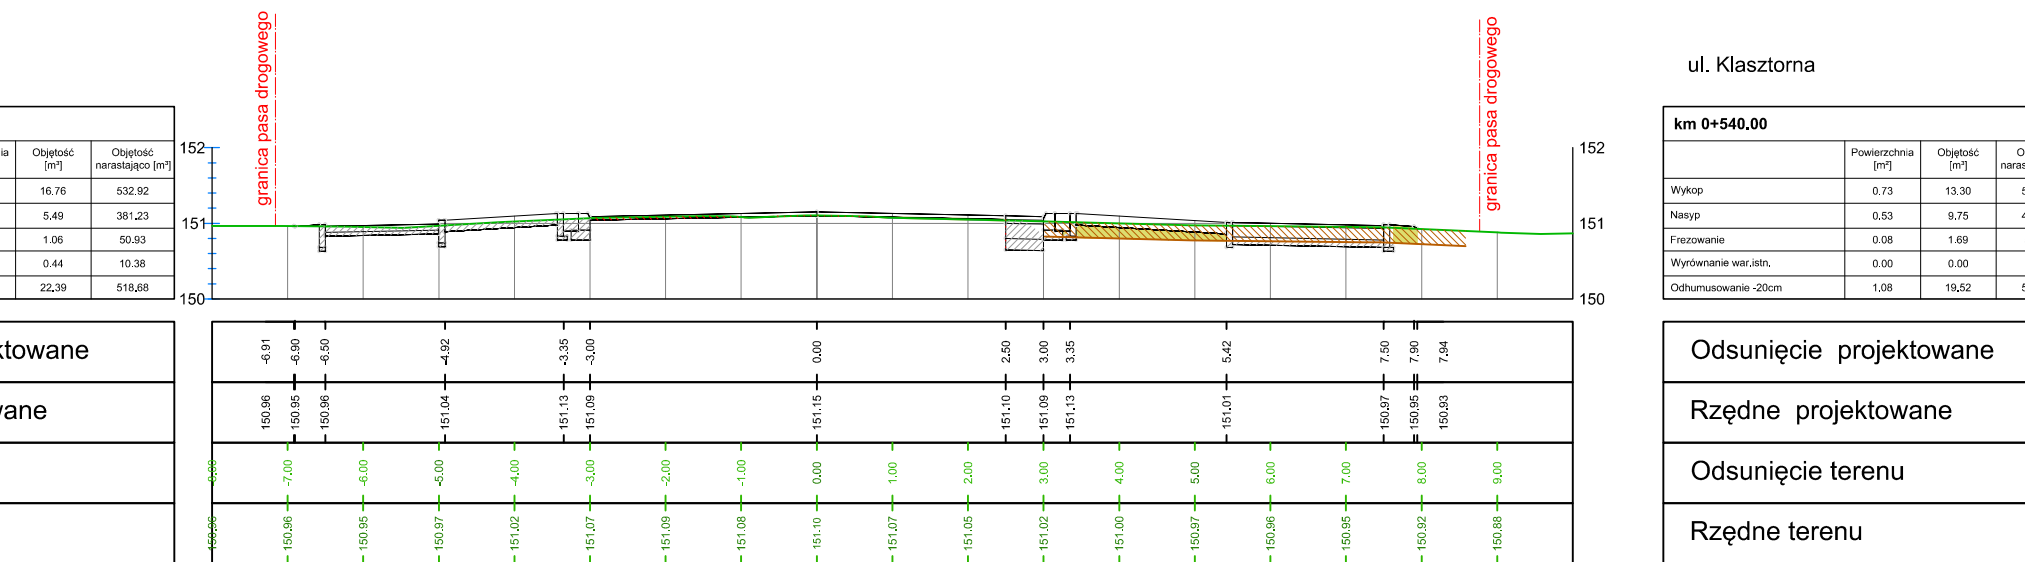 granica pasa drogowego
granica pasa drogowego
ul. Klasztorna
ia Objętość [m³] Objętość narastająco [m³]
16.76 532.92
5.49 381.23
1.06 50.93
0.44 10.38
22.39 518.68
152
151
150
152
151
150
km 0+540.00
Powierzchnia [m²] Objętość [m³]
Wykop 0.73 13.30
Nasyp 0.53 9.75
Frezowanie 0.08 1.69
Wyrównanie war.istn. 0.00 0.00
Odhumusowanie -20cm 1.08 19.52
ktowane
-6.91 -6.90 -6.50 -4.92 -3.35 -3.00 0.00 2.50 3.00 3.35 5.42 7.50 7.90 7.94
Odsunięcie projektowane
wane
150.96 150.95 150.96 151.04 151.13 151.09 151.15 151.10 151.09 151.13 151.01 150.97 150.95 150.93
Rzędne projektowane
-8.00 -7.00 -6.00 -5.00 -4.00 -3.00 -2.00 -1.00 0.00 1.00 2.00 3.00 4.00 5.00 6.00 7.00 8.00 9.00
Odsunięcie terenu
150.96 150.96 150.95 150.97 151.02 151.07 151.09 151.08 151.10 151.07 151.05 151.02 151.00 150.97 150.96 150.95 150.92 150.88
Rzędne terenu